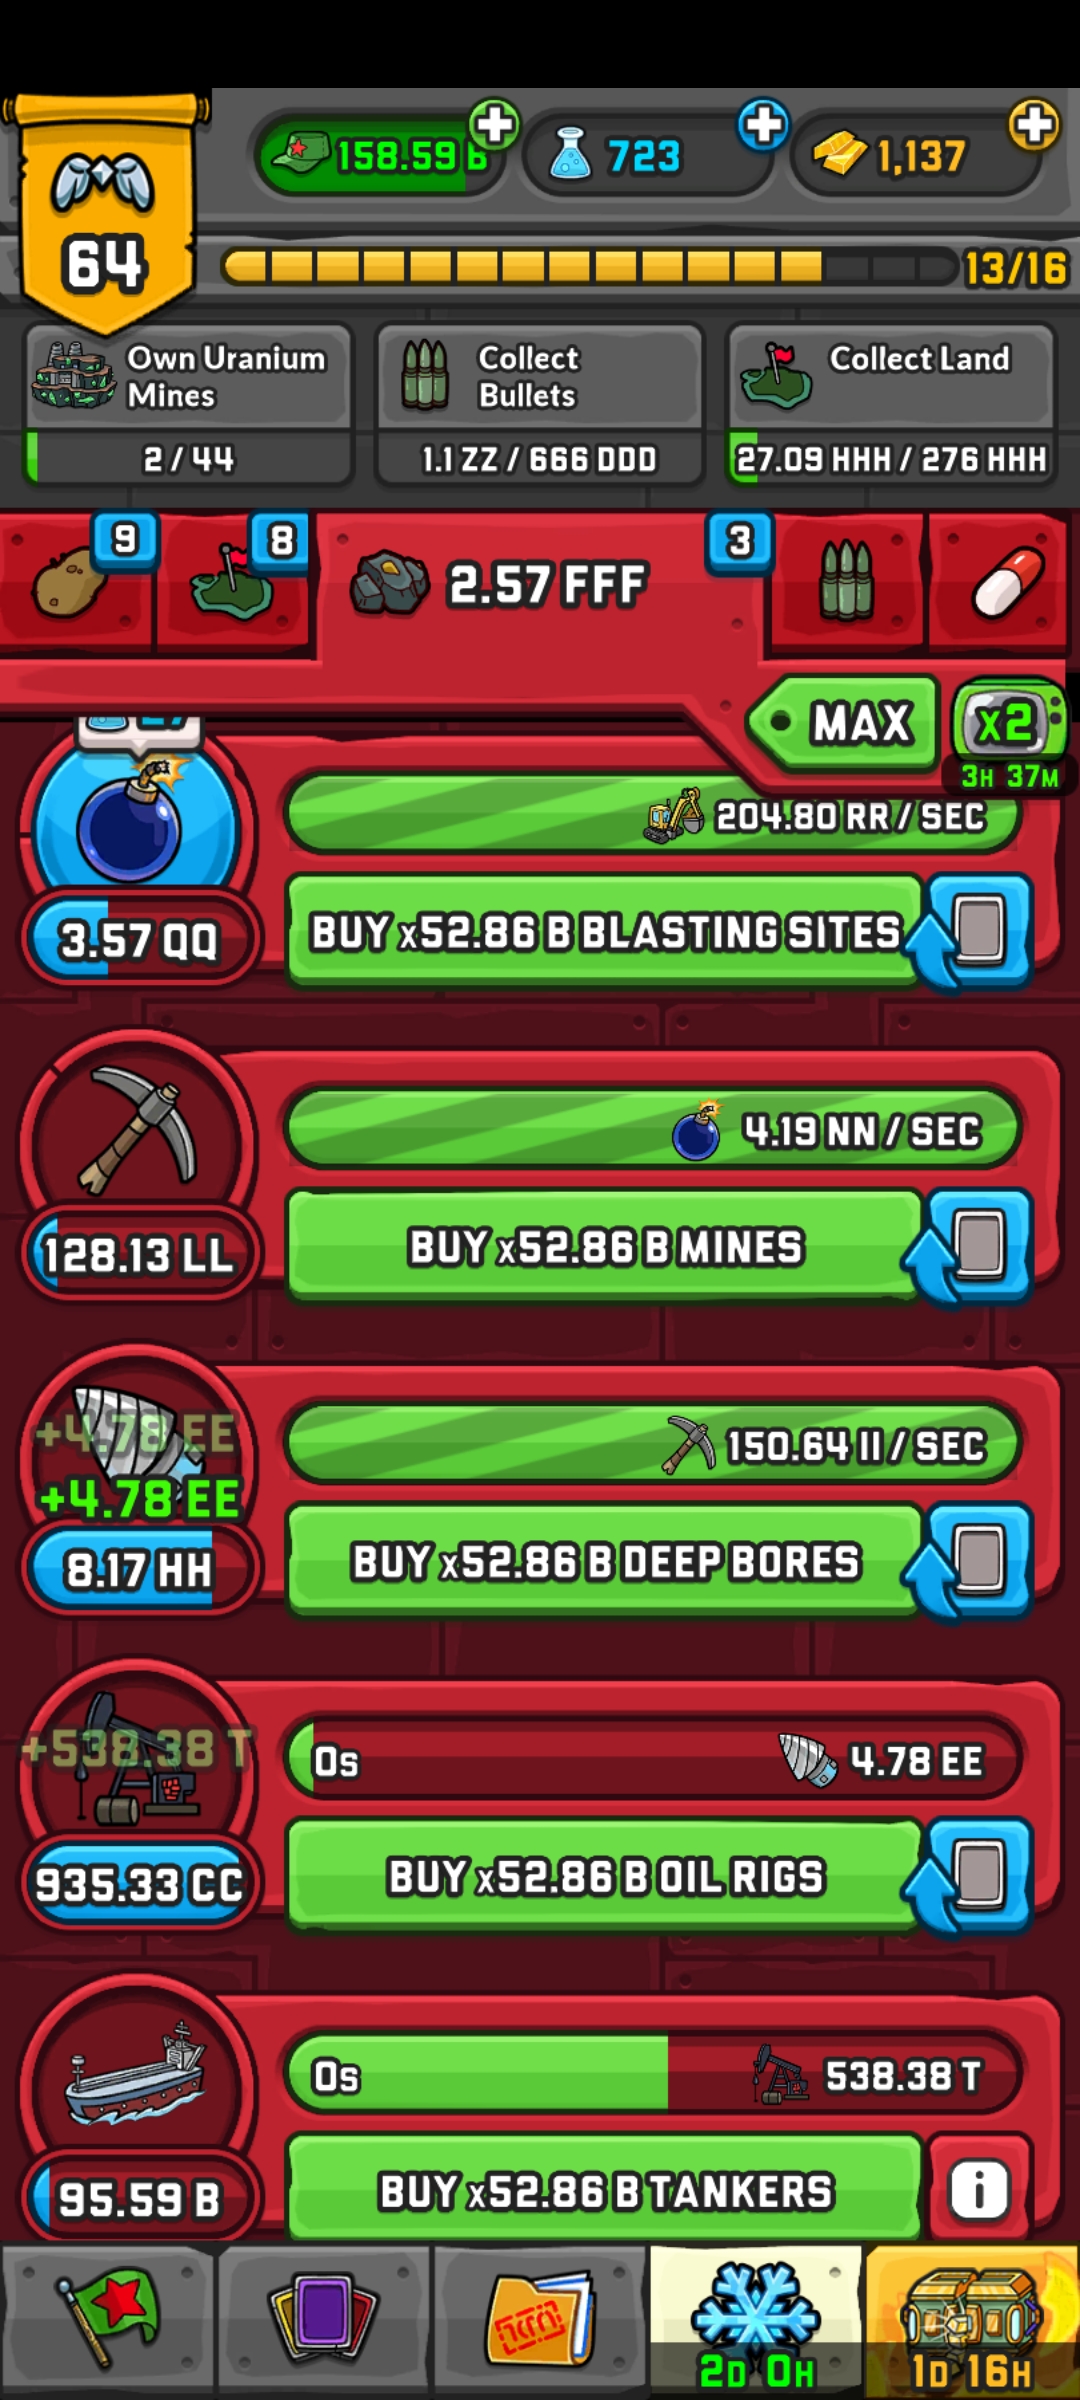 158.59 B
723
1,137
64
13/16
Own Uranium
Mines
2 / 44
Collect
Bullets
1.1 ZZ / 666 DDD
Collect Land
27.09 HHH / 276 HHH
9
8
2.57 FFF
3
MAX
X2
3H 37M
204.80 RR / SEC
3.57 QQ
BUY x52.86 B BLASTING SITES
4.19 NN / SEC
128.13 LL
BUY x52.86 B MINES
+4.78 EE
+4.78 EE
150.64 II / SEC
8.17 HH
BUY x52.86 B DEEP BORES
+538.38 T
0s
4.78 EE
935.33 CC
BUY x52.86 B OIL RIGS
0s
538.38 T
95.59 B
BUY x52.86 B TANKERS
i
2D 0H
1D 16H